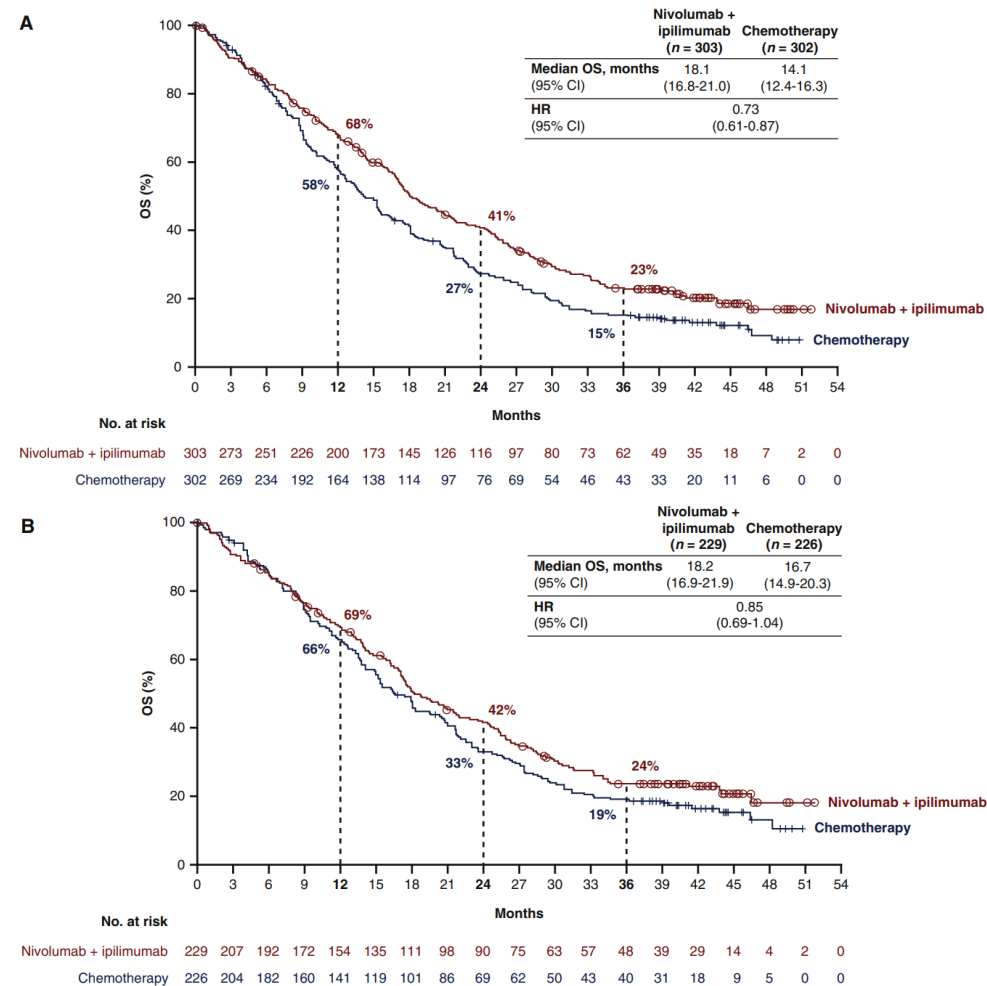 A
Nivolumab +
ipilimumab Chemotherapy
(n = 303) (n = 302)
Median OS, months 18.1 14.1
(95% CI) (16.8-21.0) (12.4-16.3)
HR 0.73
(95% CI) (0.61-0.87)
OS (%)
100
80
60
40
20
0
68%
58%
41%
27%
23%
15%
Nivolumab + ipilimumab
Chemotherapy
0 3 6 9 12 15 18 21 24 27 30 33 36 39 42 45 48 51 54
Months
No. at risk
Nivolumab + ipilimumab 303 273 251 226 200 173 145 126 116 97 80 73 62 49 35 18 7 2 0
Chemotherapy 302 269 234 192 164 138 114 97 76 69 54 46 43 33 20 11 6 0 0
B
Nivolumab +
ipilimumab Chemotherapy
(n = 229) (n = 226)
Median OS, months 18.2 16.7
(95% CI) (16.9-21.9) (14.9-20.3)
HR 0.85
(95% CI) (0.69-1.04)
OS (%)
100
80
60
40
20
0
69%
66%
42%
33%
24%
19%
Nivolumab + ipilimumab
Chemotherapy
0 3 6 9 12 15 18 21 24 27 30 33 36 39 42 45 48 51 54
Months
No. at risk
Nivolumab + ipilimumab 229 207 192 172 154 135 111 98 90 75 63 57 48 39 29 14 4 2 0
Chemotherapy 226 204 182 160 141 119 101 86 69 62 50 43 40 31 18 9 5 0 0